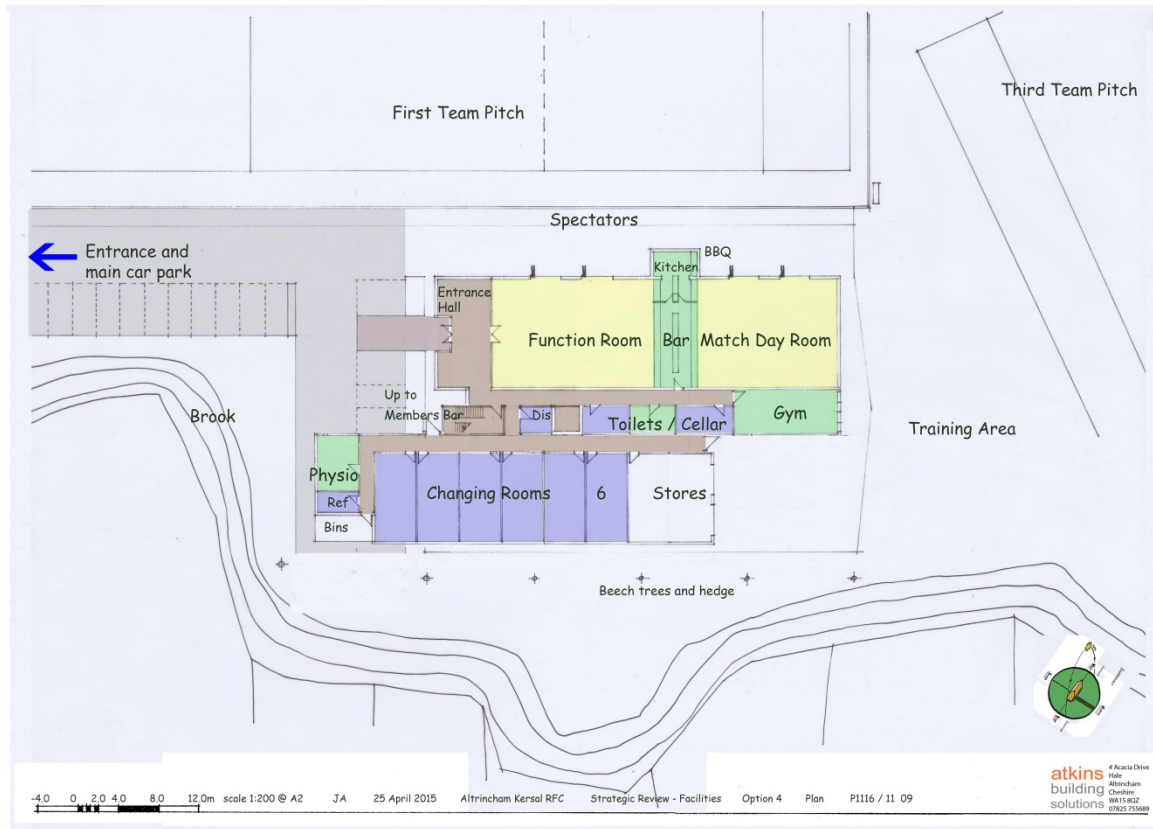 First Team Pitch
Third Team Pitch
Spectators
Entrance and
main car park
BBQ
Kitchen
Entrance
Hall
Function Room
Bar
Match Day Room
Up to
Members Bar
Dis
Toilets / Cellar
Gym
Brook
Training Area
Physio
Changing Rooms
6
Stores
Ref
Bins
Beech trees and hedge
-4.0 0 2.0 4.0 8.0 12.0m scale 1:200 @ A2 JA 25 April 2015 Altrincham Kersal RFC Strategic Review - Facilities Option 4 Plan P1116 / 11 09
atkins
building
solutions
4 Acacia Drive
Hale
Altrincham
Cheshire
WA15 8QZ
07825 755689